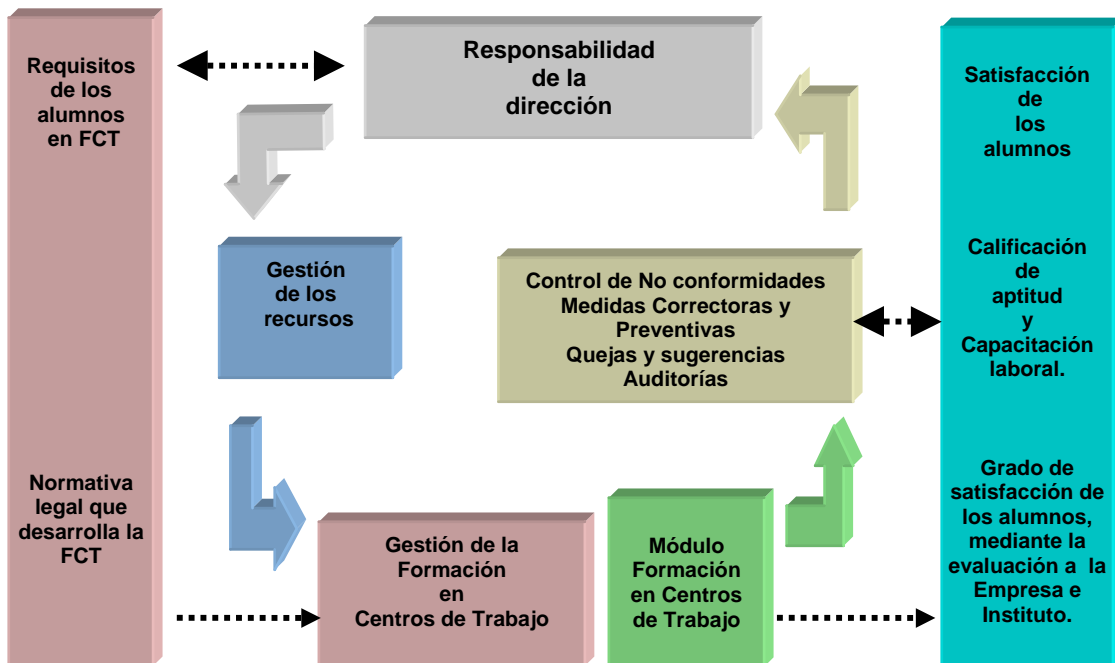 Requisitos
de los
alumnos
en FCT
Normativa
legal que
desarrolla la
FCT
Responsabilidad
de la
dirección
Gestión
de los
recursos
Control de No conformidades
Medidas Correctoras y
Preventivas
Quejas y sugerencias
Auditorías
Gestión de la
Formación
en
Centros de Trabajo
Módulo
Formación
en Centros
de Trabajo
Satisfacción
de
los
alumnos
Calificación
de
aptitud
y
Capacitación
laboral.
Grado de
satisfacción de
los alumnos,
mediante la
evaluación a la
Empresa e
Instituto.